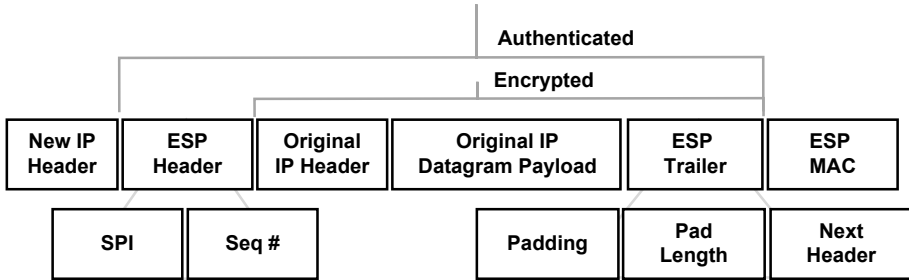 Authenticated
Encrypted
New IP
Header
ESP
Header
Original
IP Header
Original IP
Datagram Payload
ESP
Trailer
ESP
MAC
SPI
Seq #
Padding
Pad
Length
Next
Header